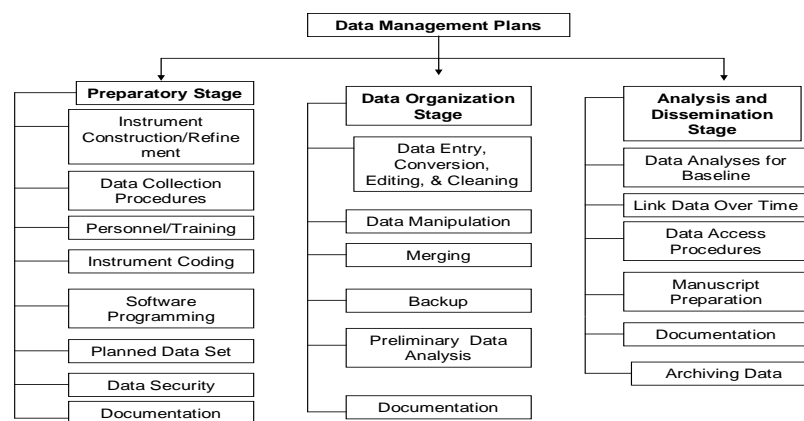 Data Management Plans
Preparatory Stage
Instrument
Construction/Refine
ment
Data Collection
Procedures
Personnel/Training
Instrument Coding
Software
Programming
Planned Data Set
Data Security
Documentation
Data Organization
Stage
Data Entry,
Conversion,
Editing, & Cleaning
Data Manipulation
Merging
Backup
Preliminary Data
Analysis
Documentation
Analysis and
Dissemination
Stage
Data Analyses for
Baseline
Link Data Over Time
Data Access
Procedures
Manuscript
Preparation
Documentation
Archiving Data